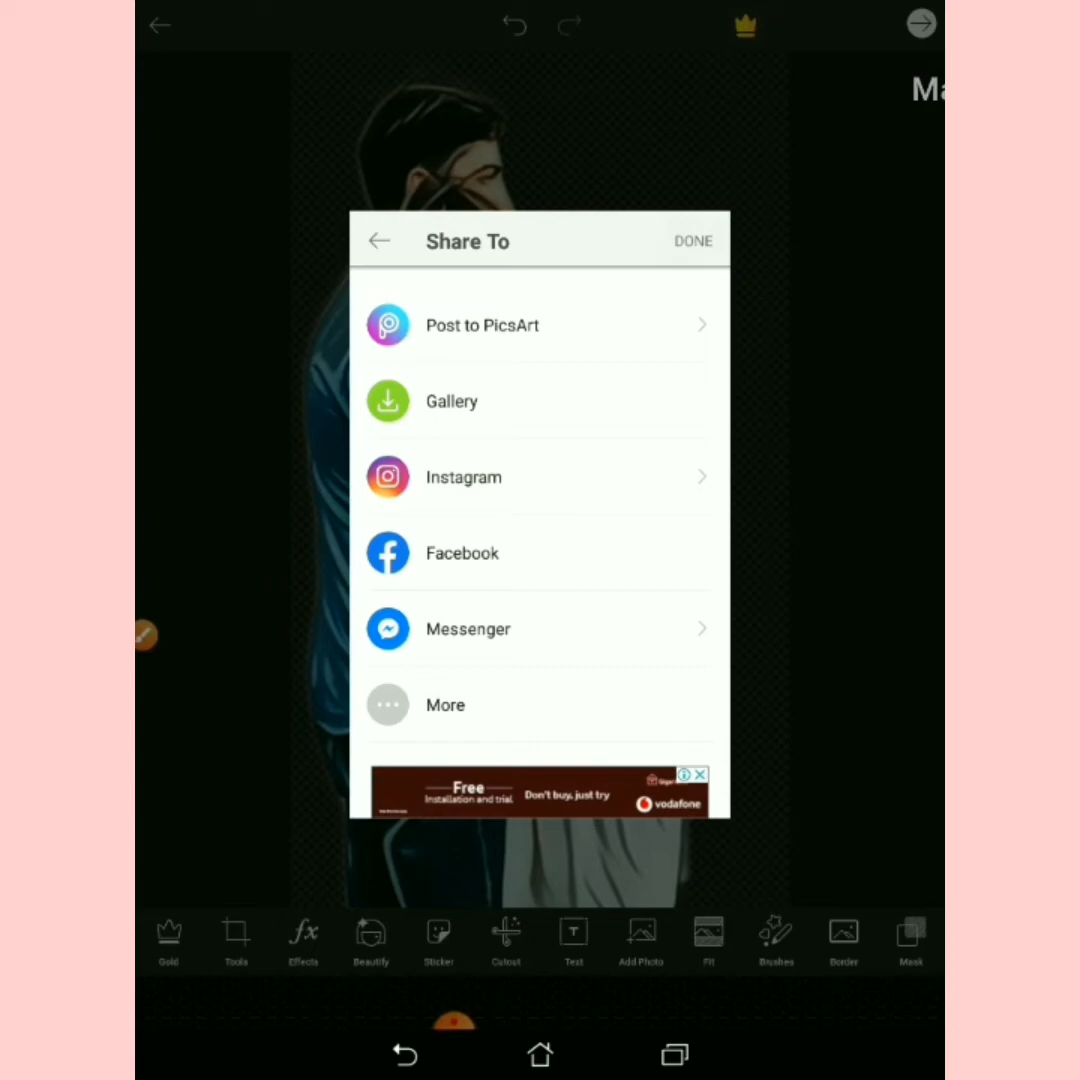 Ma
Share To
DONE
Post to PicsArt
Gallery
Instagram
Facebook
Messenger
More
Free
Installation and trial
Don't buy, just try
vodafone
Gold
Tools
Effects
Beautify
Sticker
Cutout
Text
Add Photo
Fit
Brushes
Border
Mask